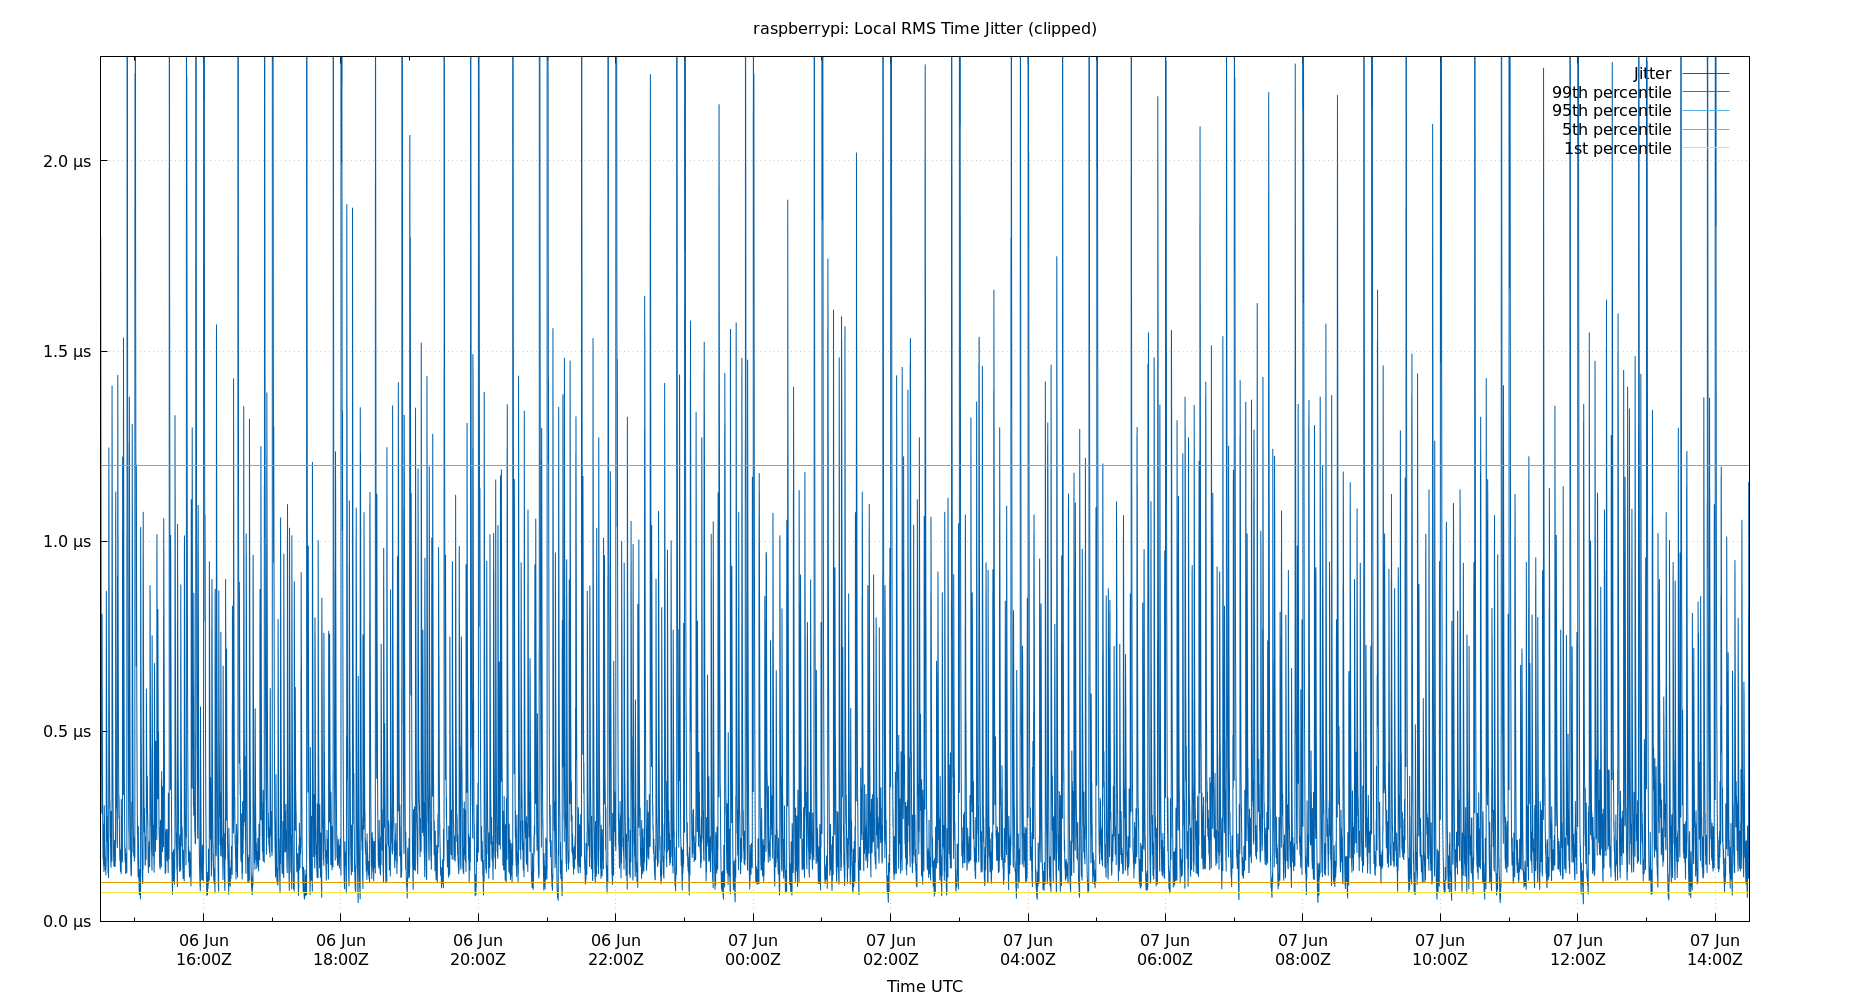 raspberrypi: Local RMS Time Jitter (clipped)
Jitter
99th percentile
95th percentile
5th percentile
1st percentile
2.0 µs
1.5 µs
1.0 µs
0.5 µs
0.0 µs
06 Jun 06 Jun 06 Jun 06 Jun 07 Jun 07 Jun 07 Jun 07 Jun 07 Jun 07 Jun 07 Jun 07 Jun
16:00Z 18:00Z 20:00Z 22:00Z 00:00Z 02:00Z 04:00Z 06:00Z 08:00Z 10:00Z 12:00Z 14:00Z
Time UTC